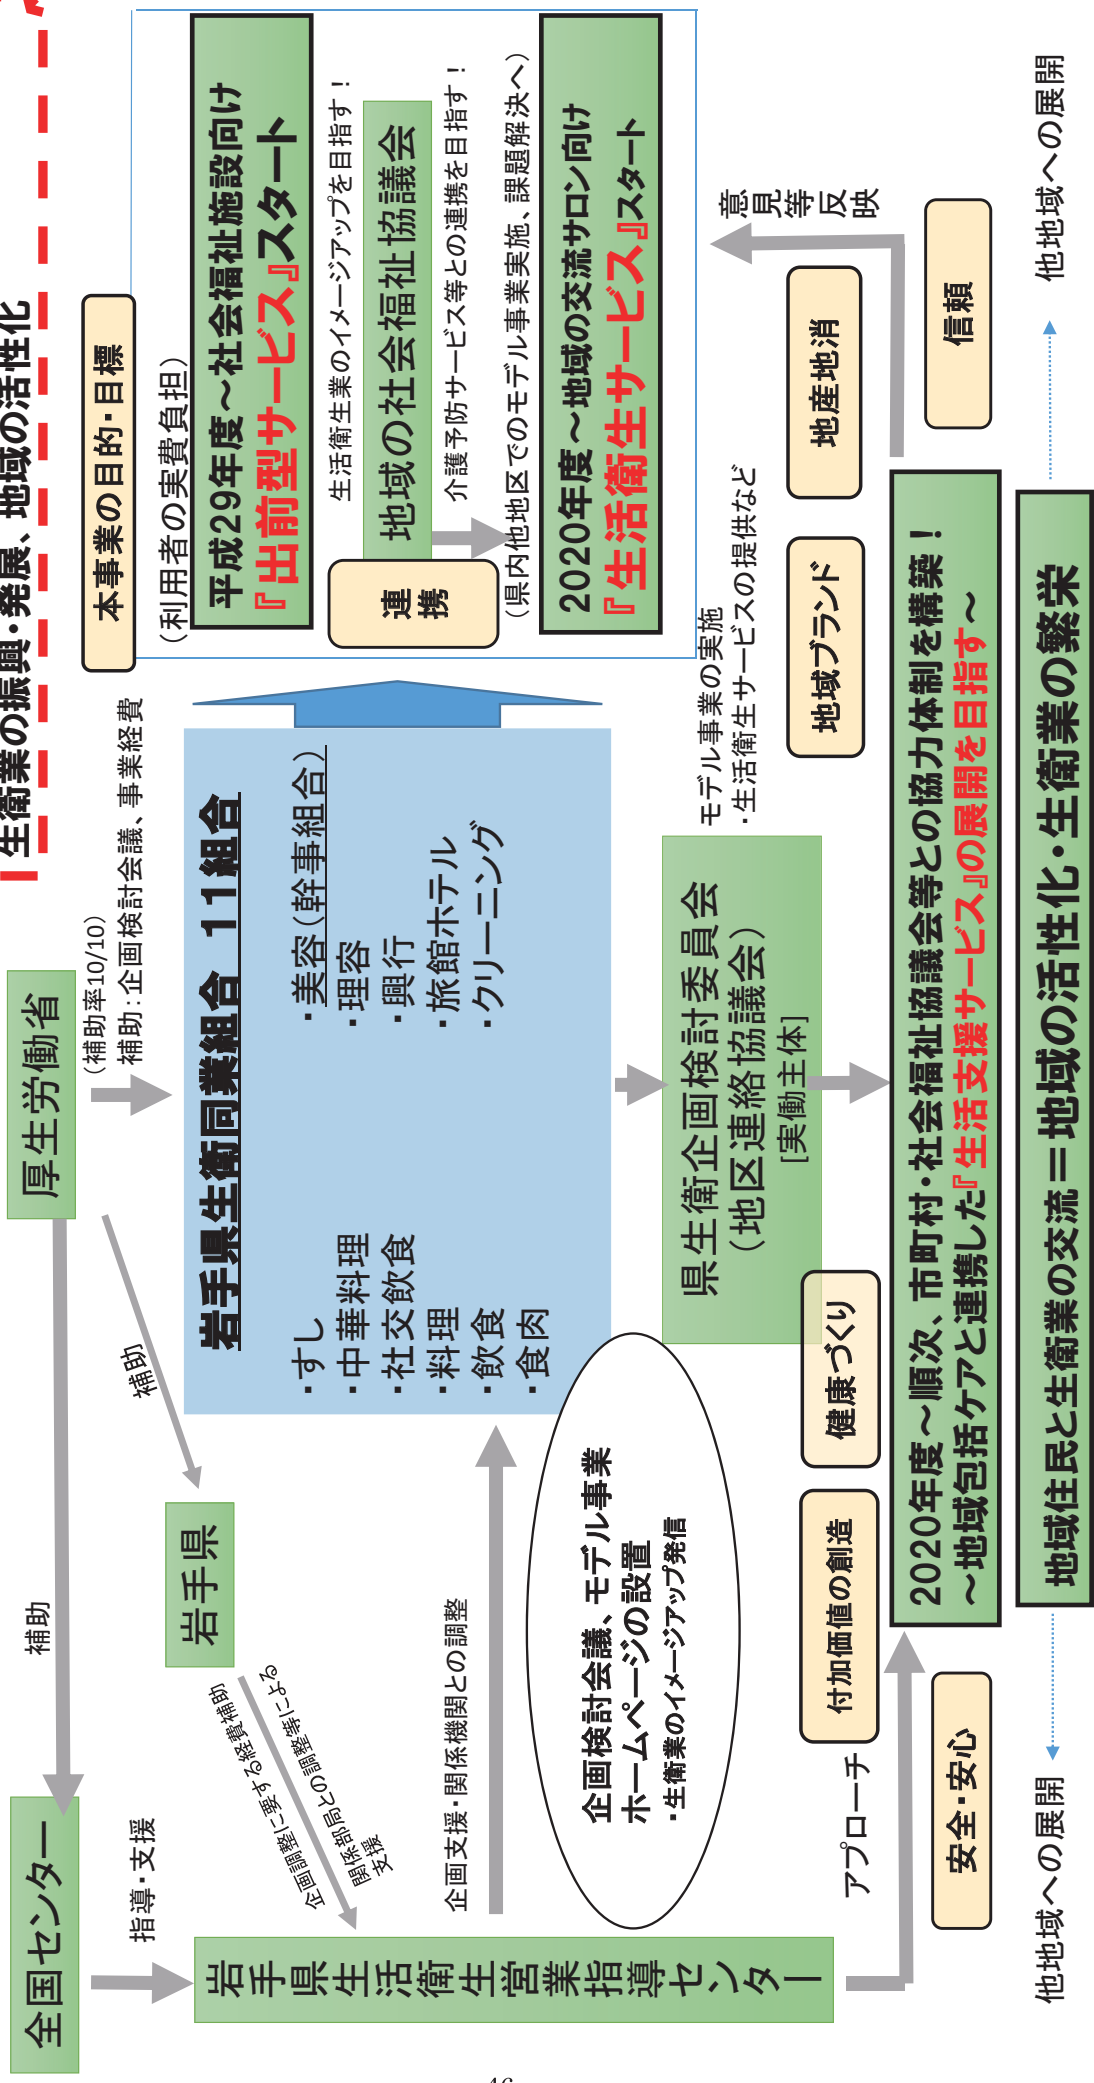 生衛業の振興・発展、地域の活性化
厚生労働省
全国センター
補助
補助
(補助率10/10)
補助：企画検討会議、事業経費
指導・支援
岩手県
企画調整に要する経費補助
関係部局との調整等による
支援
岩手県生活衛生営業指導センター
企画支援・関係機関との調整
岩手県生衛同業組合　11組合
・すし
・中華料理
・社交飲食
・料理
・飲食
・食肉
・美容(幹事組合)
・理容
・興行
・旅館ホテル
・クリーニング
本事業の目的・目標
(利用者の実費負担)
平成29年度～社会福祉施設向け
『出前型サービス』スタート
生活衛生業のイメージアップを目指す！
地域の社会福祉協議会
連
携
介護予防サービス等との連携を目指す！
(県内他地区でのモデル事業実施、課題解決へ)
2020年度～地域の交流サロン向け
『生活衛生サービス』スタート
企画検討会議、モデル事業
ホームページの設置
・生衛業のイメージアップ発信
県生衛企画検討委員会
(地区連絡協議会)
[実働主体]
モデル事業の実施
・生活衛生サービスの提供など
意見等反映
アプローチ
付加価値の創造
健康づくり
地域ブランド
地産地消
安全・安心
信頼
2020年度～順次、市町村・社会福祉協議会等との協力体制を構築！
～地域包括ケアと連携した『生活支援サービス』の展開を目指す～
地域住民と生衛業の交流＝地域の活性化・生衛業の繁栄
他地域への展開
他地域への展開